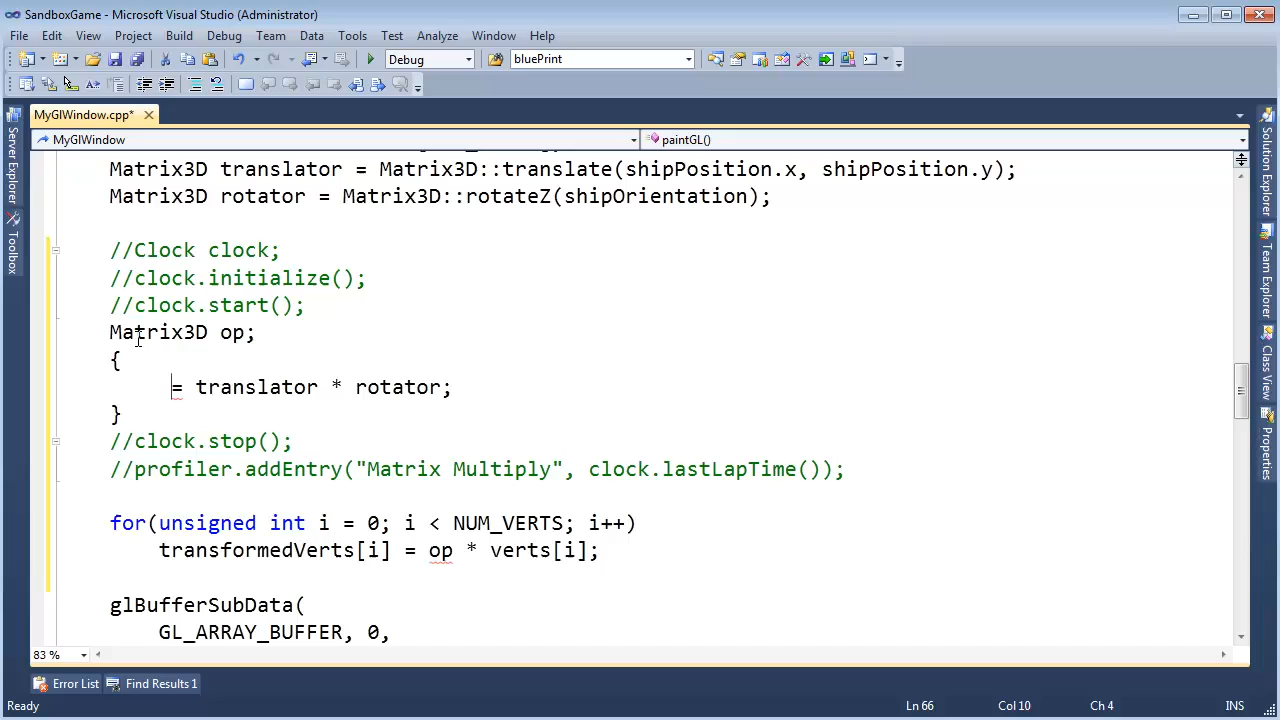 SandboxGame - Microsoft Visual Studio (Administrator)
File Edit View Project Build Debug Team Data Tools Test Analyze Window Help
Debug bluePrint
MyGlWindow.cpp*
MyGlWindow paintGL()
Matrix3D translator = Matrix3D::translate(shipPosition.x, shipPosition.y);
Matrix3D rotator = Matrix3D::rotateZ(shipOrientation);
//Clock clock;
//clock.initialize();
//clock.start();
Matrix3D op;
{
= translator * rotator;
}
//clock.stop();
//profiler.addEntry("Matrix Multiply", clock.lastLapTime());
for(unsigned int i = 0; i < NUM_VERTS; i++)
transformedVerts[i] = op * verts[i];
glBufferSubData(
GL_ARRAY_BUFFER, 0,
83 %
Error List Find Results 1
Ready Ln 66 Col 10 Ch 4 INS
Server Explorer
Toolbox
Solution Explorer
Team Explorer
Class View
Properties